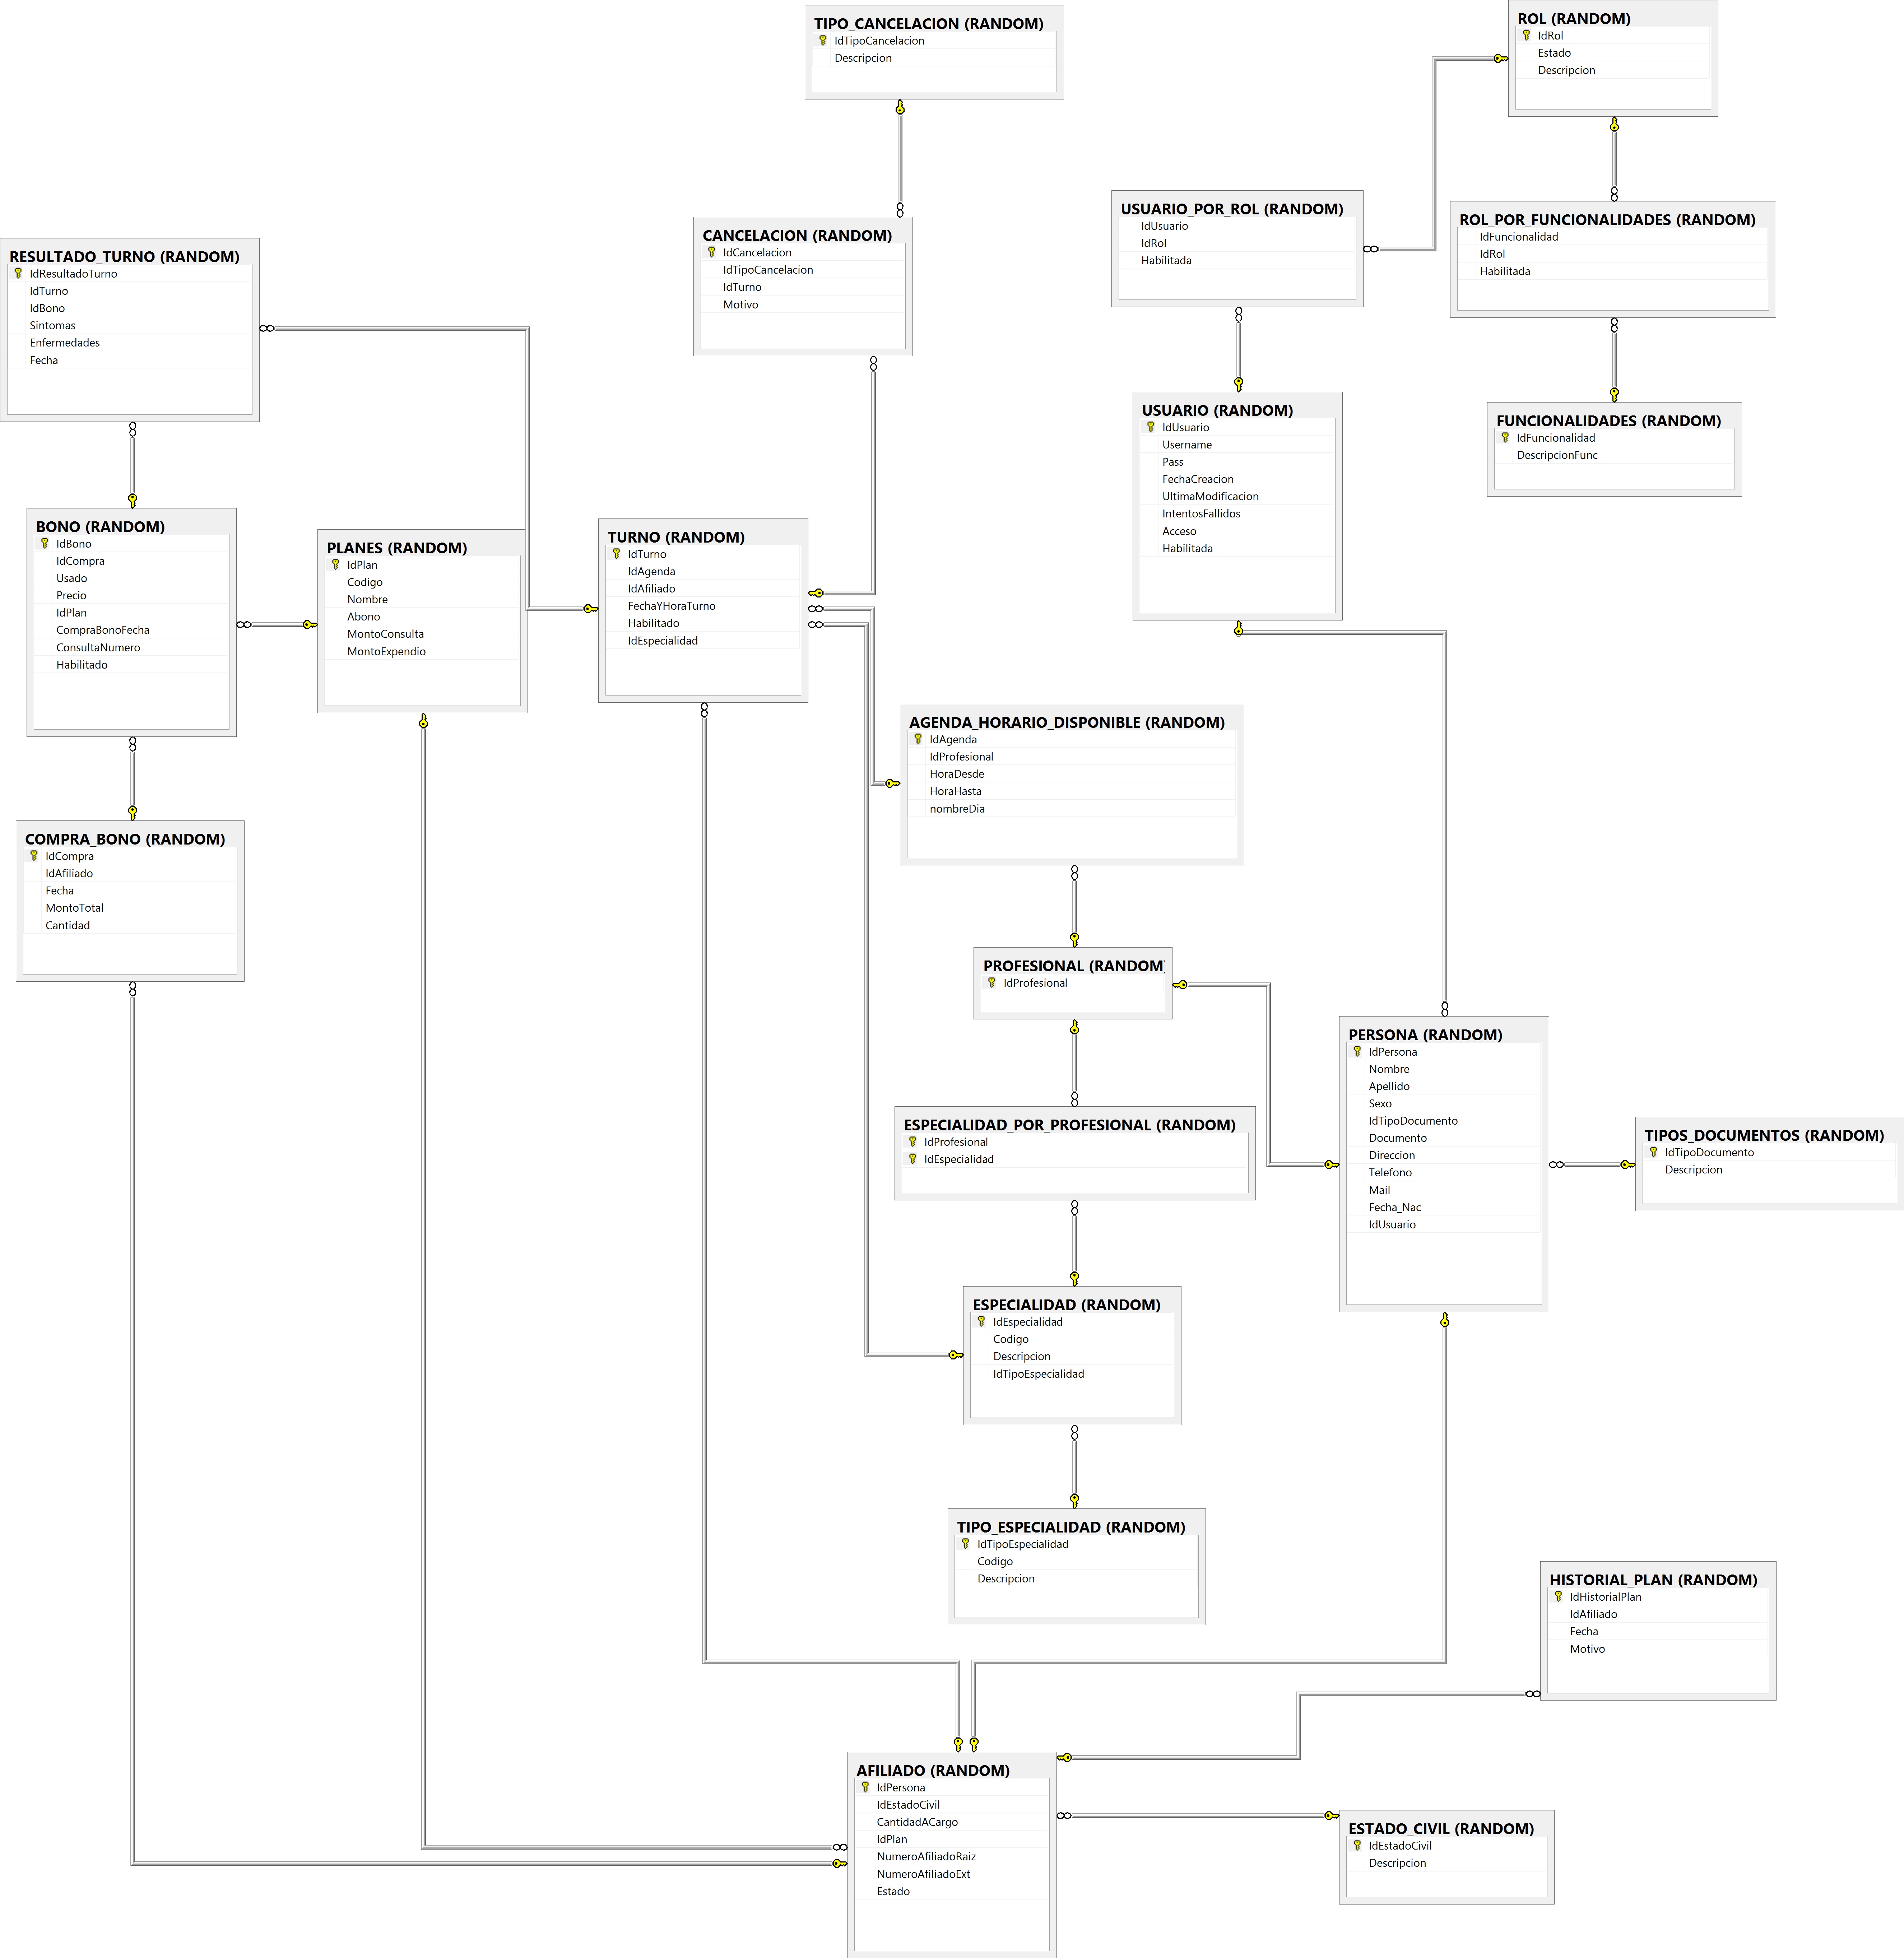 TIPO_CANCELACION (RANDOM)
IdTipoCancelacion
Descripcion
ROL (RANDOM)
IdRol
Estado
Descripcion
USUARIO_POR_ROL (RANDOM)
IdUsuario
IdRol
Habilitada
ROL_POR_FUNCIONALIDADES (RANDOM)
IdFuncionalidad
IdRol
Habilitada
CANCELACION (RANDOM)
IdCancelacion
IdTipoCancelacion
IdTurno
Motivo
RESULTADO_TURNO (RANDOM)
IdResultadoTurno
IdTurno
IdBono
Sintomas
Enfermedades
Fecha
USUARIO (RANDOM)
IdUsuario
Username
Pass
FechaCreacion
UltimaModificacion
IntentosFallidos
Acceso
Habilitada
FUNCIONALIDADES (RANDOM)
IdFuncionalidad
DescripcionFunc
BONO (RANDOM)
IdBono
IdCompra
Usado
Precio
IdPlan
CompraBonoFecha
ConsultaNumero
Habilitado
PLANES (RANDOM)
IdPlan
Codigo
Nombre
Abono
MontoConsulta
MontoExpendio
TURNO (RANDOM)
IdTurno
IdAgenda
IdAfiliado
FechaYHoraTurno
Habilitado
IdEspecialidad
AGENDA_HORARIO_DISPONIBLE (RANDOM)
IdAgenda
IdProfesional
HoraDesde
HoraHasta
nombreDia
COMPRA_BONO (RANDOM)
IdCompra
IdAfiliado
Fecha
MontoTotal
Cantidad
PROFESIONAL (RANDOM)
IdProfesional
PERSONA (RANDOM)
IdPersona
Nombre
Apellido
Sexo
IdTipoDocumento
Documento
Direccion
Telefono
Mail
Fecha_Nac
IdUsuario
ESPECIALIDAD_POR_PROFESIONAL (RANDOM)
IdProfesional
IdEspecialidad
TIPOS_DOCUMENTOS (RANDOM)
IdTipoDocumento
Descripcion
ESPECIALIDAD (RANDOM)
IdEspecialidad
Codigo
Descripcion
IdTipoEspecialidad
TIPO_ESPECIALIDAD (RANDOM)
IdTipoEspecialidad
Codigo
Descripcion
HISTORIAL_PLAN (RANDOM)
IdHistorialPlan
IdAfiliado
Fecha
Motivo
AFILIADO (RANDOM)
IdPersona
IdEstadoCivil
CantidadACargo
IdPlan
NumeroAfiliadoRaiz
NumeroAfiliadoExt
Estado
ESTADO_CIVIL (RANDOM)
IdEstadoCivil
Descripcion